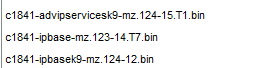 c1841-advipservicesk9-mz.124-15.T1.bin
c1841-ipbase-mz.123-14.T7.bin
c1841-ipbasek9-mz.124-12.bin